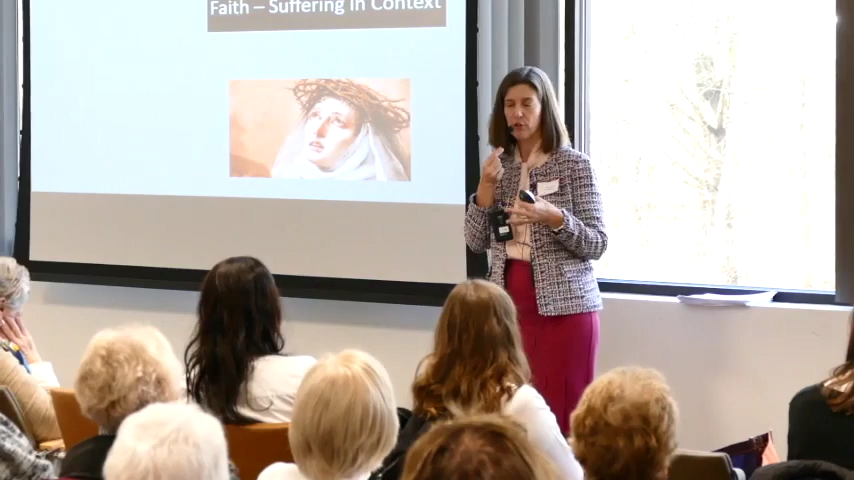 Faith – Suffering in Context